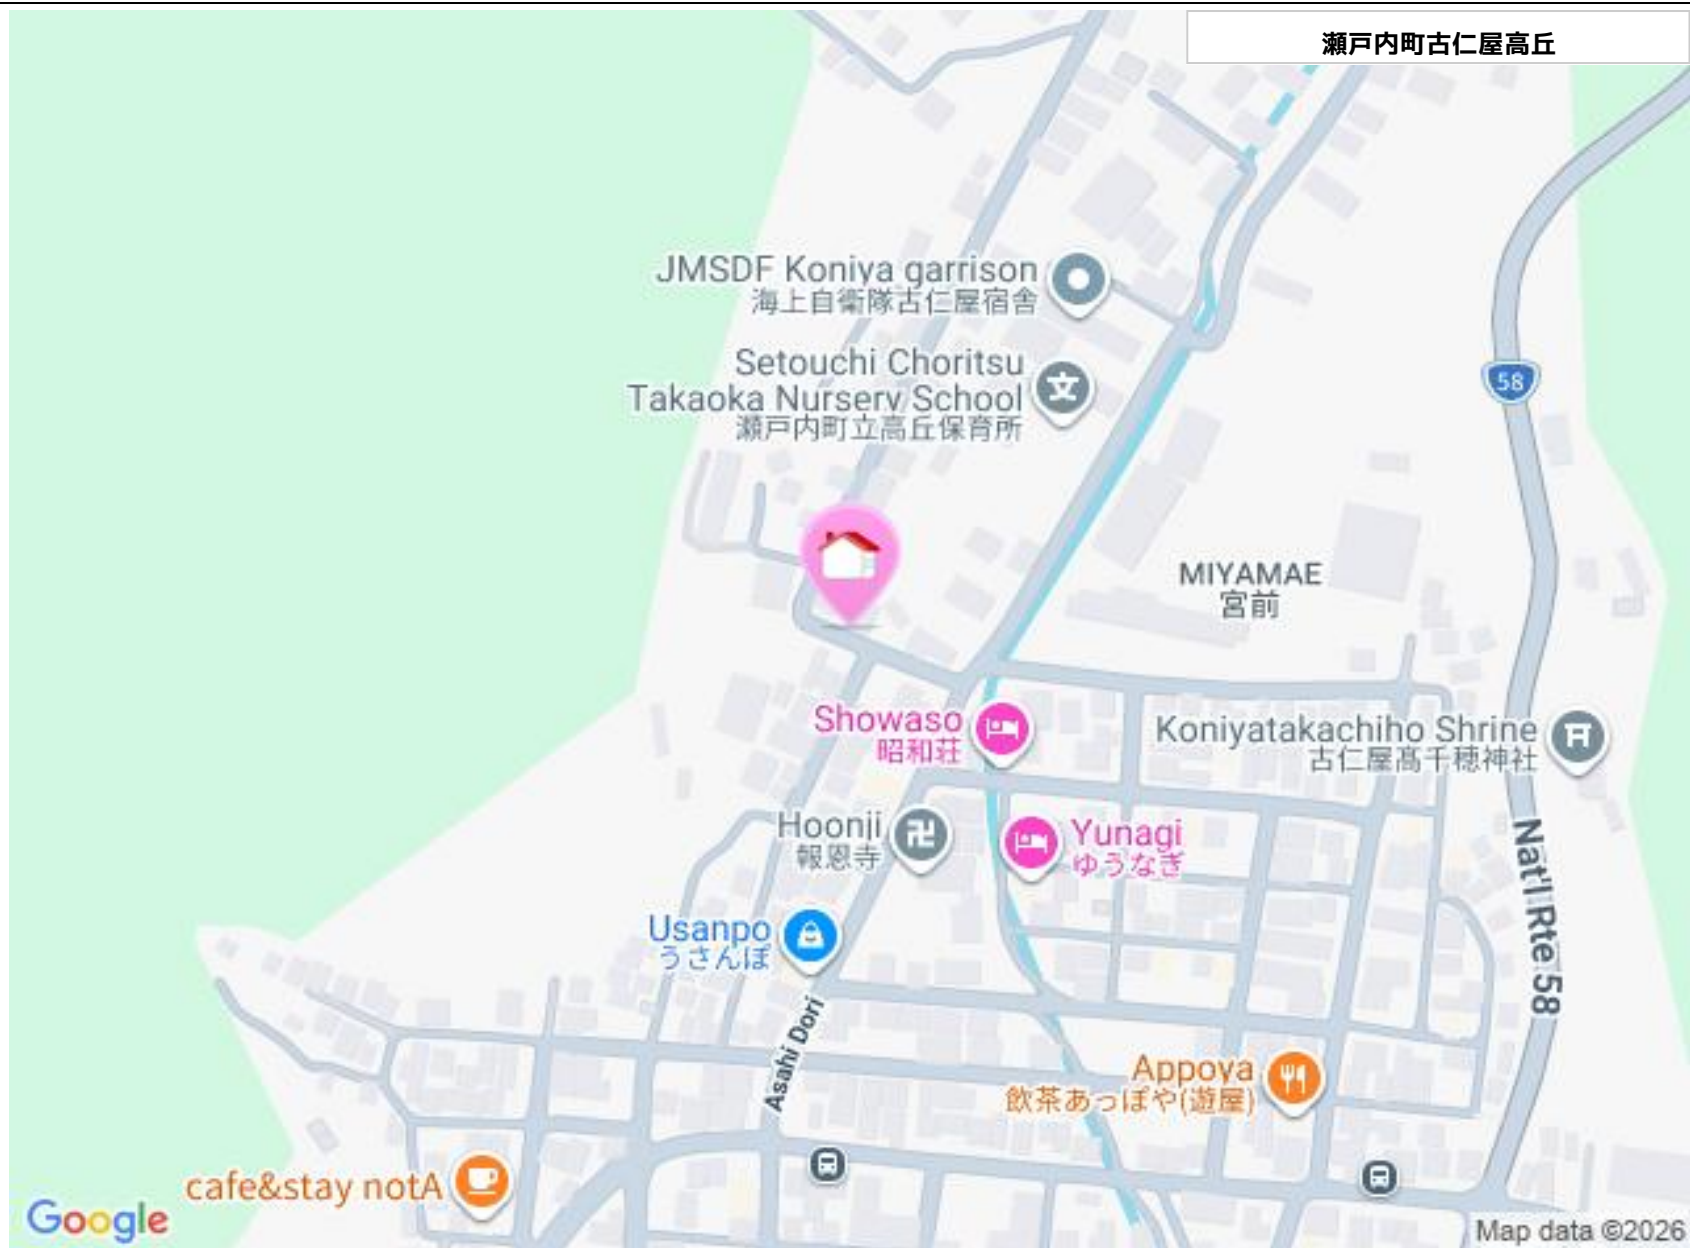 瀬戸内町古仁屋高丘
JMSDF Koniya garrison
海上自衛隊古仁屋宿舎
Setouchi Choritsu
Takaoka Nursery School
瀬戸内町立高丘保育所
58
MIYAMAE
宮前
Showaso
昭和荘
Koniyatakachiho Shrine
古仁屋髙千穂神社
Hoonji
報恩寺
Yunagi
ゆうなぎ
Usanpo
うさんぽ
Nat'l Rte 58
Asahi Dori
Appoya
飲茶あっぽや(遊屋)
cafe&stay notA
Google
Map data ©2026